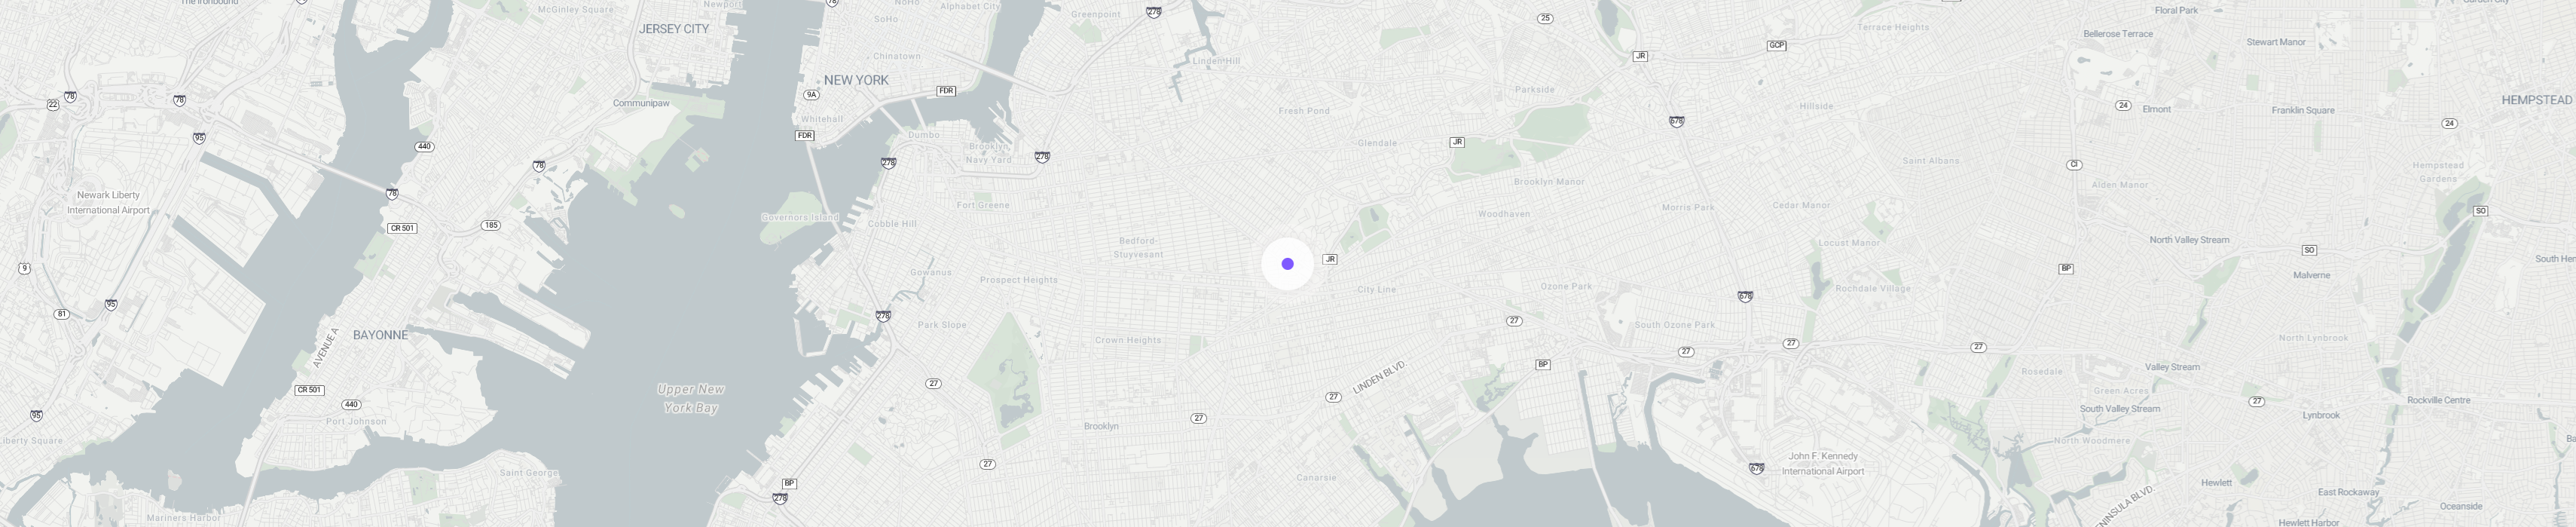 The Ironbound
McGinley Square
Newport
JERSEY CITY
SoHo
NoHo
Alphabet City
Greenpoint
278
25
Terrace Heights
Floral Park
Bellerose Terrace
Stewart Manor
Garden City
JR
GCP
Chinatown
NEW YORK
Linden Hill
Communipaw
9A
FDR
Parkside
Hillside
Elmont
Franklin Square
HEMPSTEAD
22
78
78
95
440
78
Whitehall
FDR
Dumbo
Brooklyn
Navy Yard
278
278
Fresh Pond
Glendale
JR
678
24
24
78
Newark Liberty
International Airport
CR 501
185
Governors Island
Cobble Hill
Fort Greene
Brooklyn Manor
Woodhaven
Morris Park
Cedar Manor
Saint Albans
CI
Alden Manor
Hempstead
Gardens
SO
9
95
81
Bedford-
Stuyvesant
Gowanus
Prospect Heights
JR
City Line
Ozone Park
Locust Manor
Rochdale Village
BP
North Valley Stream
SO
Malverne
South Hem
BAYONNE
AVENUE A
278
Park Slope
Crown Heights
27
South Ozone Park
678
27
27
27
North Lynbrook
Valley Stream
Rosedale
Green Acres
CR 501
440
Port Johnson
95
Liberty Square
Upper New
York Bay
27
LINDEN BLVD
BP
27
27
Brooklyn
South Valley Stream
27
Lynbrook
Rockville Centre
Saint George
Mariners Harbor
BP
278
27
Canarsie
678
John F. Kennedy
International Airport
North Woodmere
PENINSULA BLVD.
Hewlett
East Rockaway
Hewlett Harbor
Oceanside